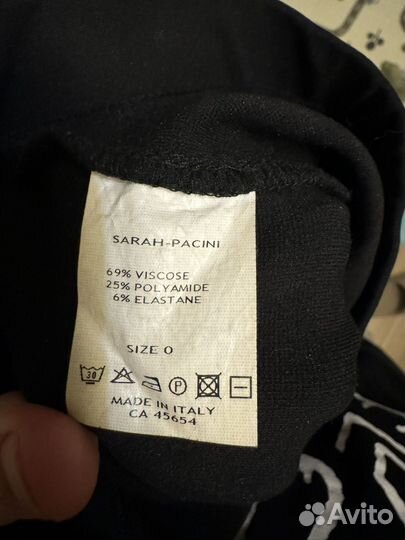 SARAH-PACINI
69% VISCOSE
25% POLYAMIDE
6% ELASTANE
SIZE 0
30 P
MADE IN ITALY
CA 45654
Avito